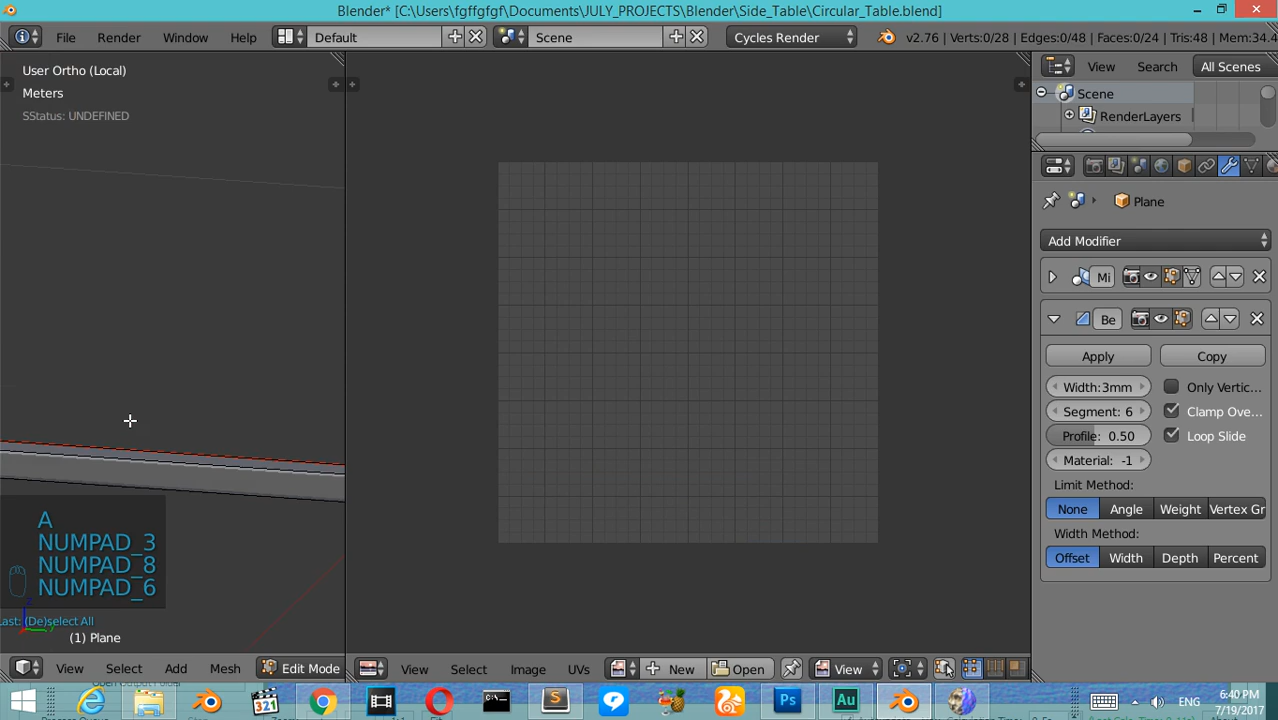 Blender* [C:\Users\fgffgfgf\Documents\JULY_PROJECTS\Blender\Side_Table\Circular_Table.blend]
File Render Window Help Default Scene Cycles Render v2.76 | Verts:0/28 | Edges:0/48 | Faces:0/24 | Tris:48 | Mem:34.4
User Ortho (Local)
Meters
SStatus: UNDEFINED
View Search All Scenes
Scene
RenderLayers
Plane
Add Modifier
Mi
Be
Apply Copy
Width:3mm Only Vertic...
Segment: 6 Clamp Ove...
Profile: 0.50 Loop Slide
Material: -1
Limit Method:
None Angle Weight Vertex Gr
Width Method:
Offset Width Depth Percent
A
NUMPAD_3
NUMPAD_8
NUMPAD_6
ast: (De)select All
(1) Plane
View Select Add Mesh Edit Mode View Select Image UVs New Open View
321 Ps Au ENG
6:40 PM
7/19/2017